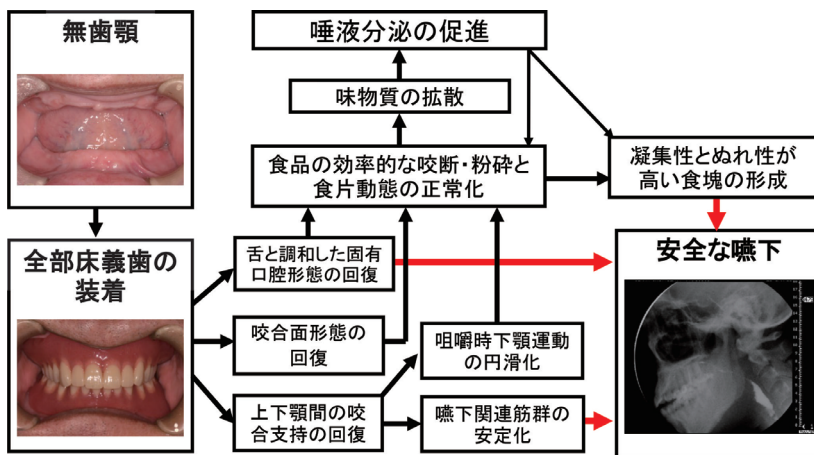 無歯顎
唾液分泌の促進
味物質の拡散
食品の効率的な咬断・粉砕と
食片動態の正常化
凝集性とぬれ性が
高い食塊の形成
全部床義歯の
装着
舌と調和した固有
口腔形態の回復
安全な嚥下
咬合面形態の
回復
咀嚼時下顎運動
の円滑化
上下顎間の咬
合支持の回復
嚥下関連筋群の
安定化